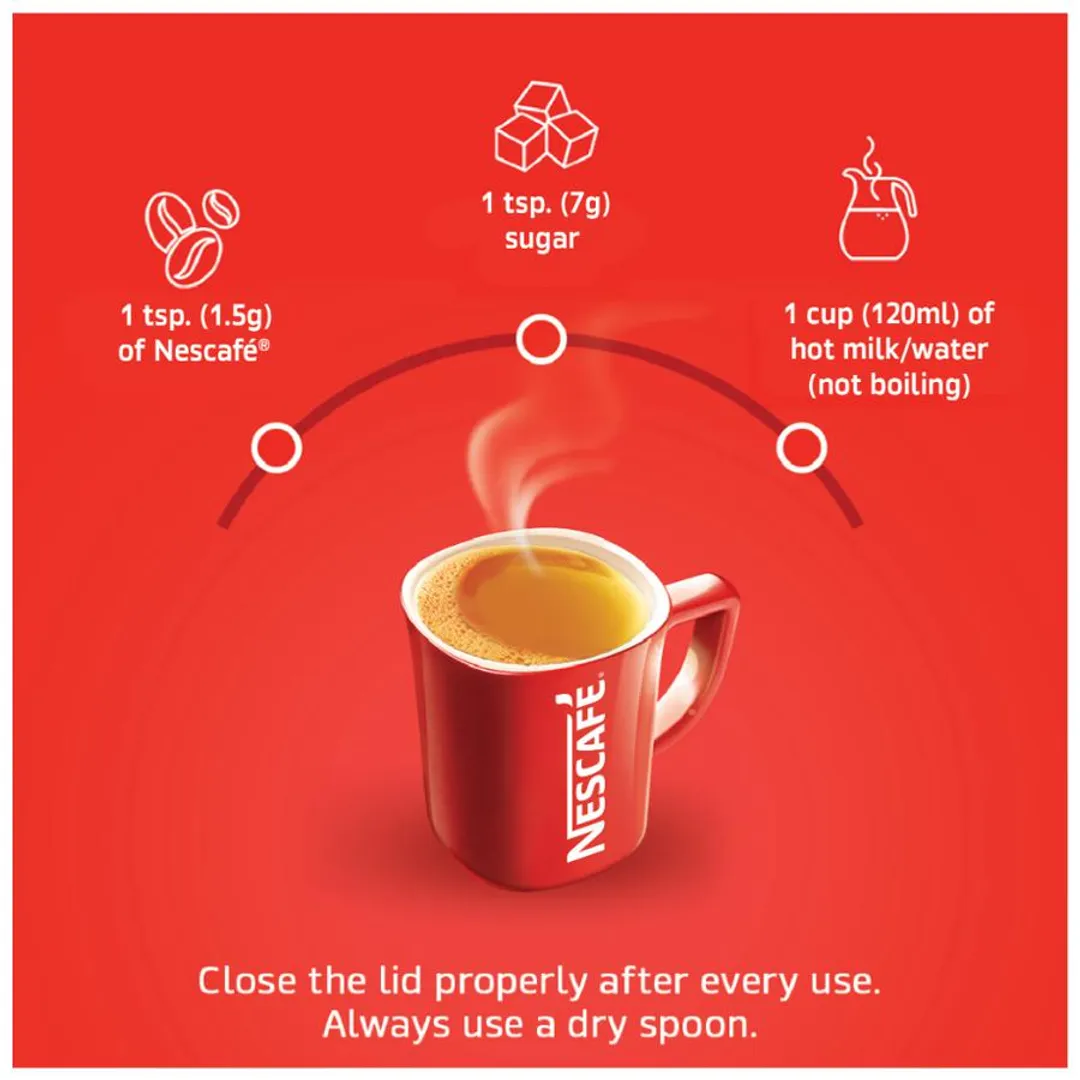 1 tsp. (7g)
sugar
1 tsp. (1.5g)
of Nescafé®
1 cup (120ml) of
hot milk/water
(not boiling)
NESCAFÉ®
Close the lid properly after every use.
Always use a dry spoon.